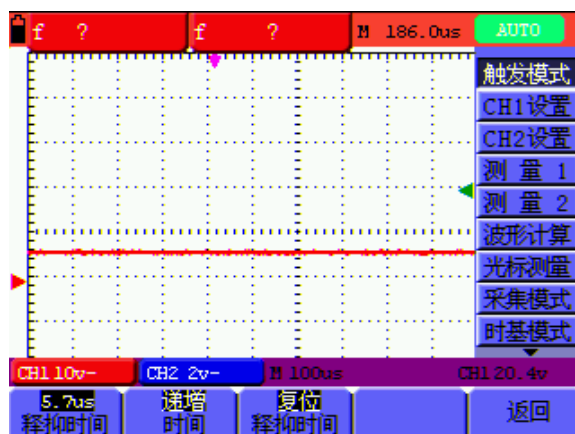 f ? f ? M 186.0us AUTO
触发模式
CH1设置
CH2设置
测 量 1
测 量 2
波形计算
光标测量
采集模式
时基模式
CH1 10v- CH2 2v- M 100us CH1 20.4v
5.7us 递增 复位
释抑时间 时间 释抑时间 返回